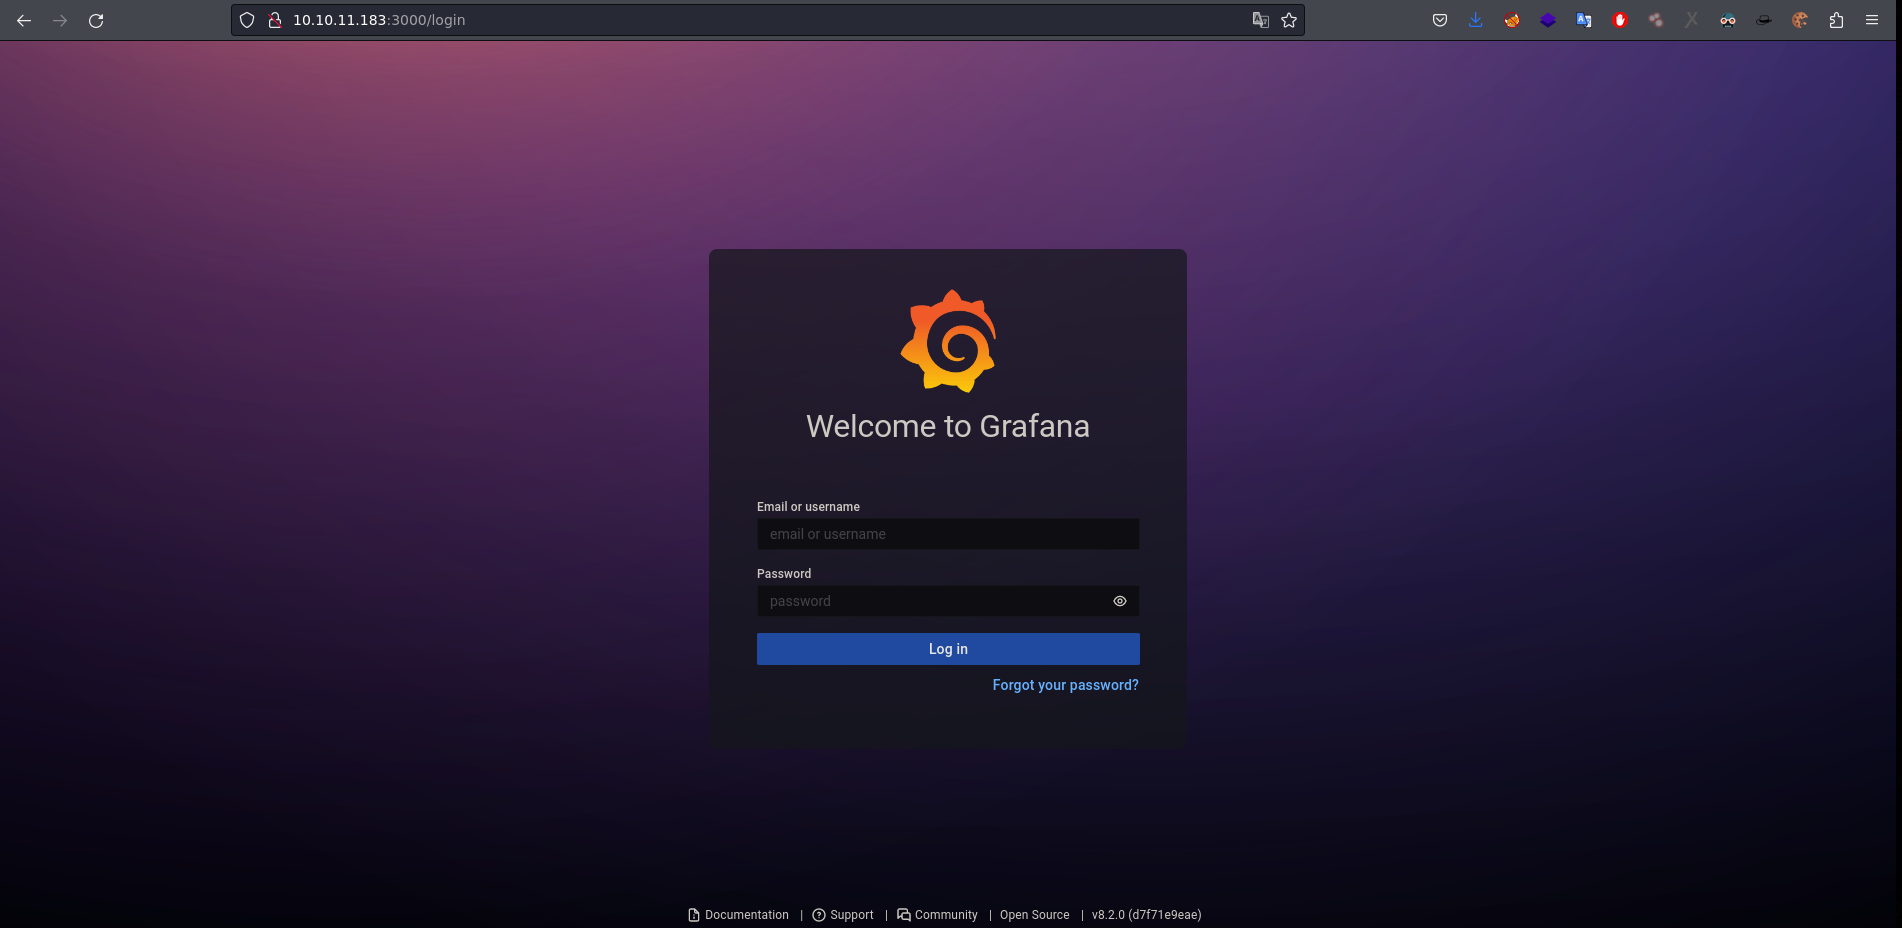 10.10.11.183:3000/login
Welcome to Grafana
Email or username
email or username
Password
password
Log in
Forgot your password?
Documentation | Support | Community | Open Source | v8.2.0 (d7f71e9eae)